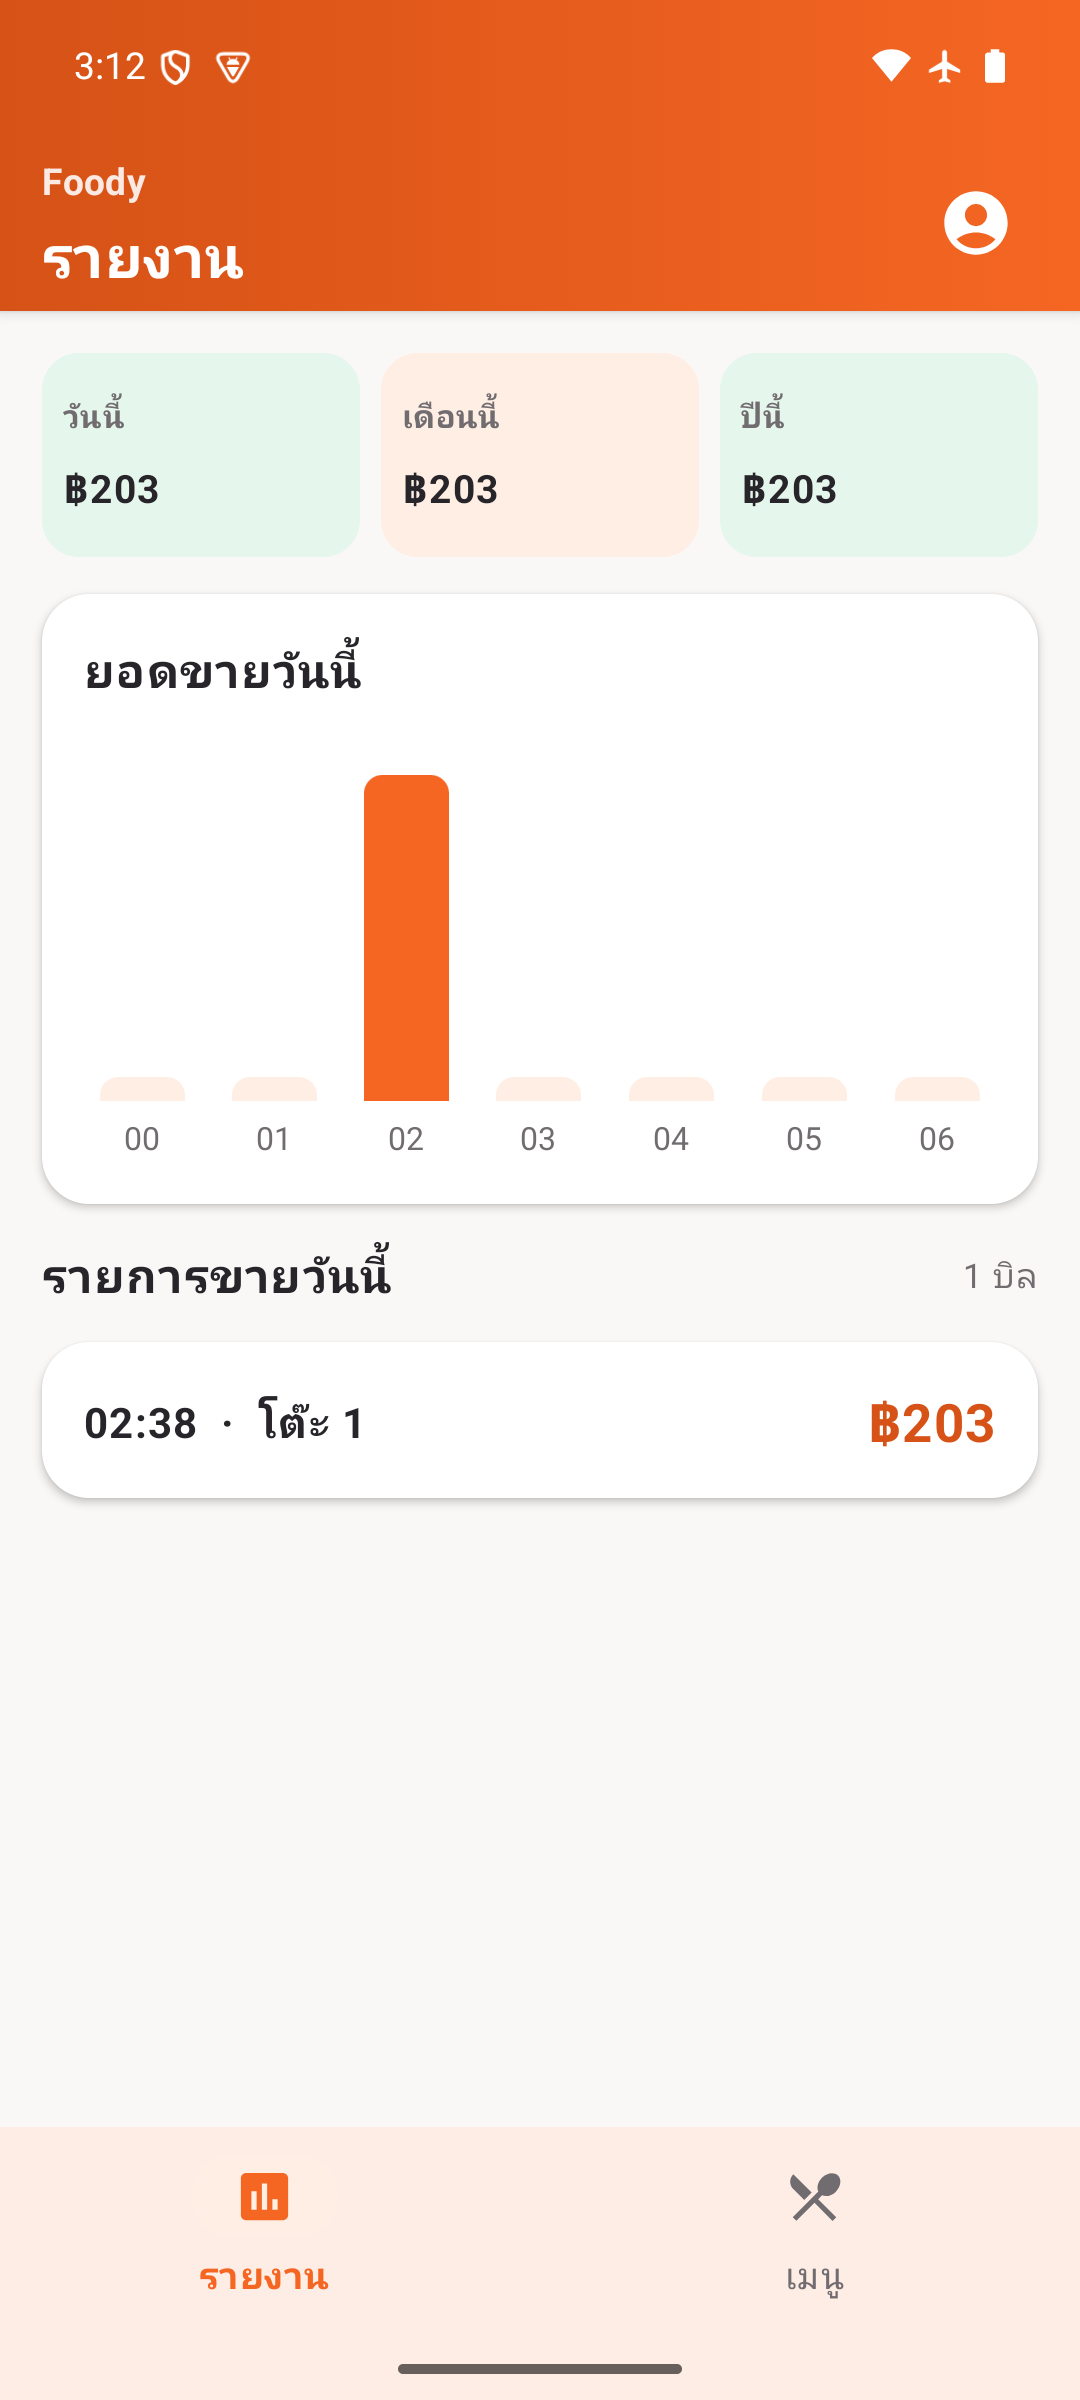 3:12
Foody
รายงาน
วันนี้
฿203
เดือนนี้
฿203
ปีนี้
฿203
ยอดขายวันนี้
00 01 02 03 04 05 06
รายการขายวันนี้
1 บิล
02:38 · โต๊ะ 1
฿203
รายงาน
เมนู